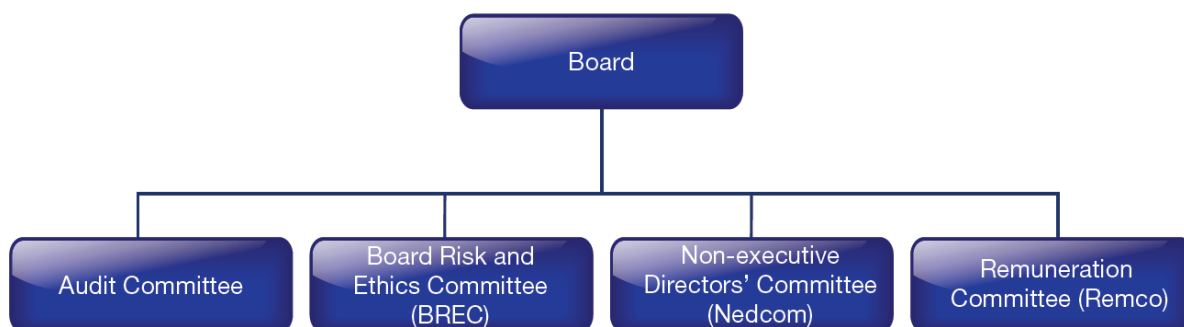 Board
Audit Committee
Board Risk and
Ethics Committee
(BREC)
Non-executive
Directors’ Committee
(Nedcom)
Remuneration
Committee (Remco)